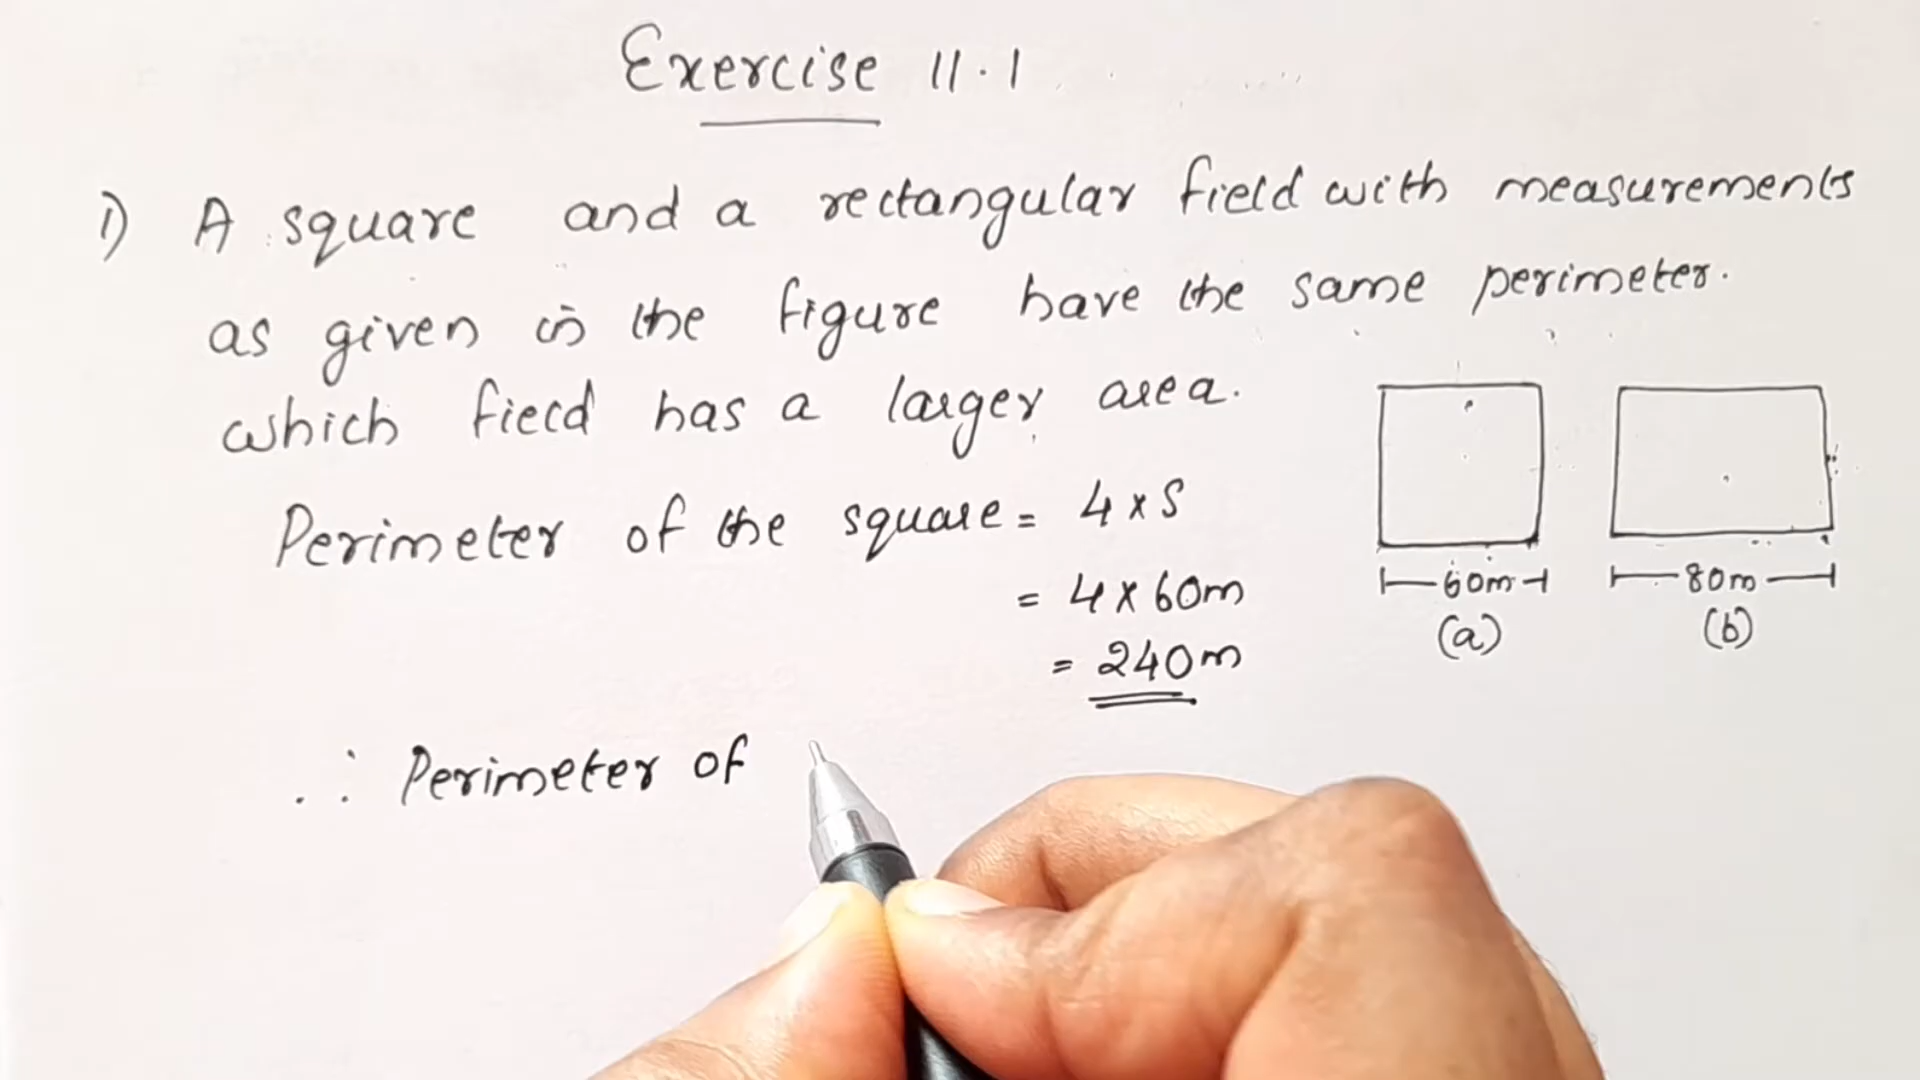 Exercise 11.1
1) A square and a rectangular field with measurements
as given in the figure have the same perimeter.
which field has a larger area.
Perimeter of the square = 4 x S
= 4 x 60m
= 240m
60m
(a)
80m
(b)
∴ Perimeter of